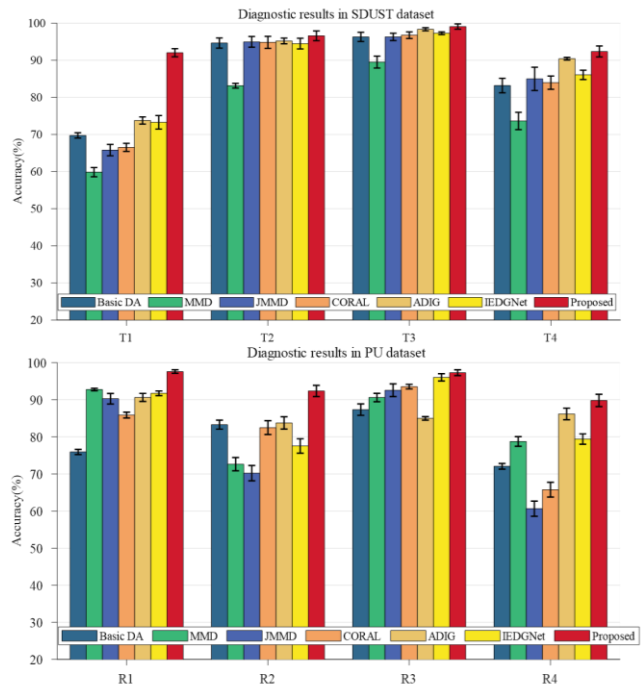 Diagnostic results in SDUST dataset
100
90
80
70
60
50
40
30
20
Accuracy(%)
Basic DA MMD JMMD CORAL ADIG IEDGNet Proposed
T1 T2 T3 T4
Diagnostic results in PU dataset
100
90
80
70
60
50
40
30
20
Accuracy(%)
Basic DA MMD JMMD CORAL ADIG IEDGNet Proposed
R1 R2 R3 R4